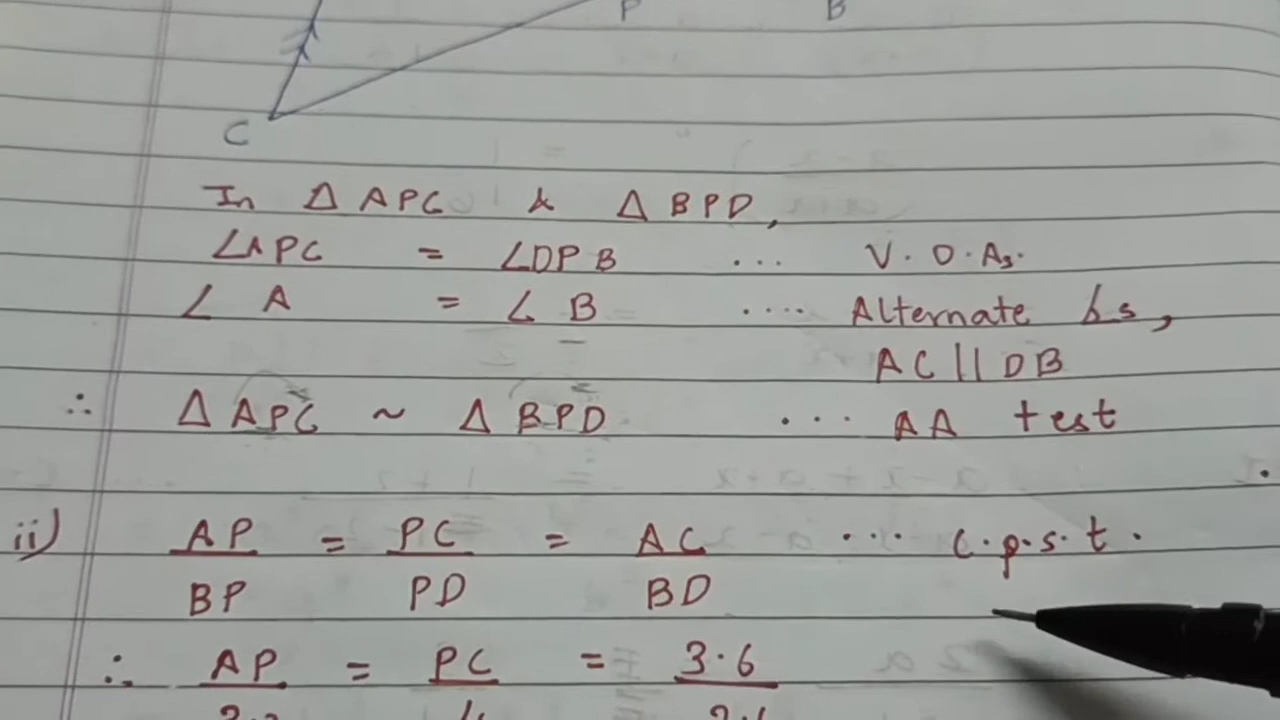 P B
C
In Δ APC & Δ BPD,
∠APC = ∠DPB ... V.O.As.
∠ A = ∠ B .... Alternate ∠s,
AC || DB
∴ Δ APC ~ Δ BPD ... AA test
ii) AP/BP = PC/PD = AC/BD ... c.p.s.t.
∴ AP = PC = 3.6